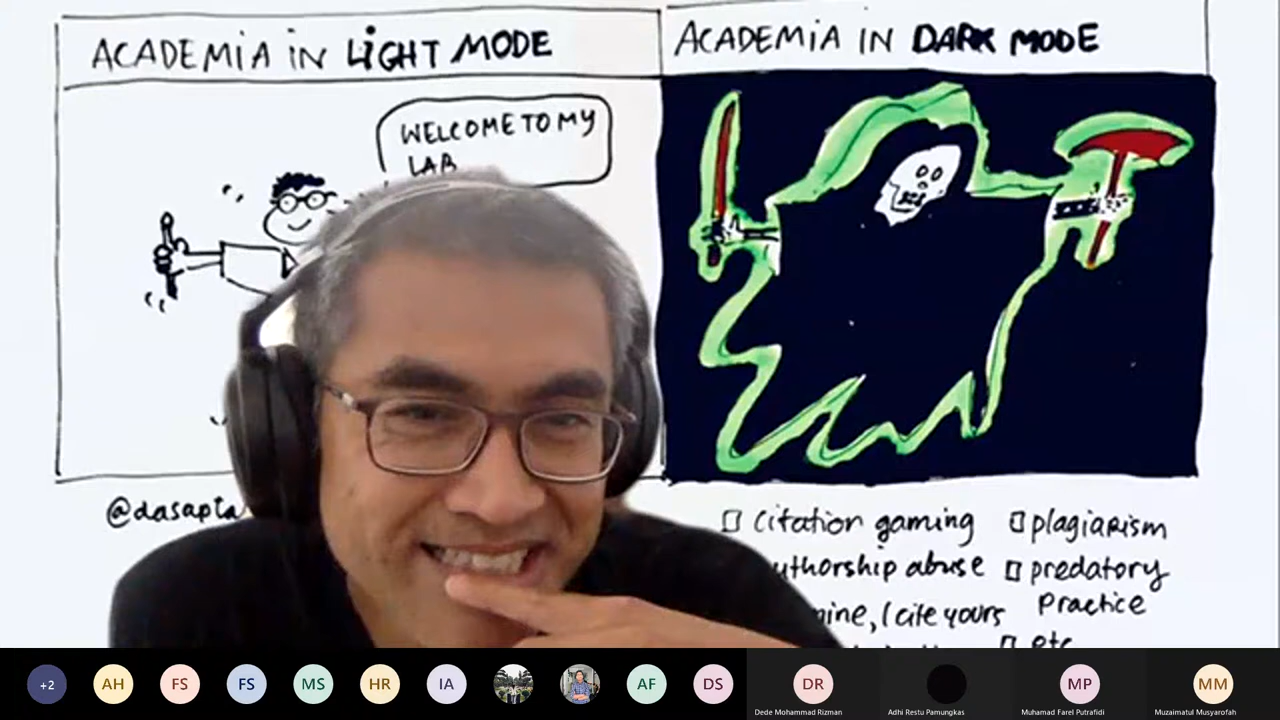 ACADEMIA IN LIGHT MODE
ACADEMIA IN DARK MODE
WELCOME TO MY
LAB
@dasapta
citation gaming
plagiarism
uthorship abuse
predatory
Practice
mine, I cite yours
etc
+2
AH
FS
FS
MS
HR
IA
AF
DS
DR
MP
MM
Dede Mohammad Rizman
Adhi Restu Pamungkas
Muhamad Farel Putrafidi
Muzaimatul Musyarofah